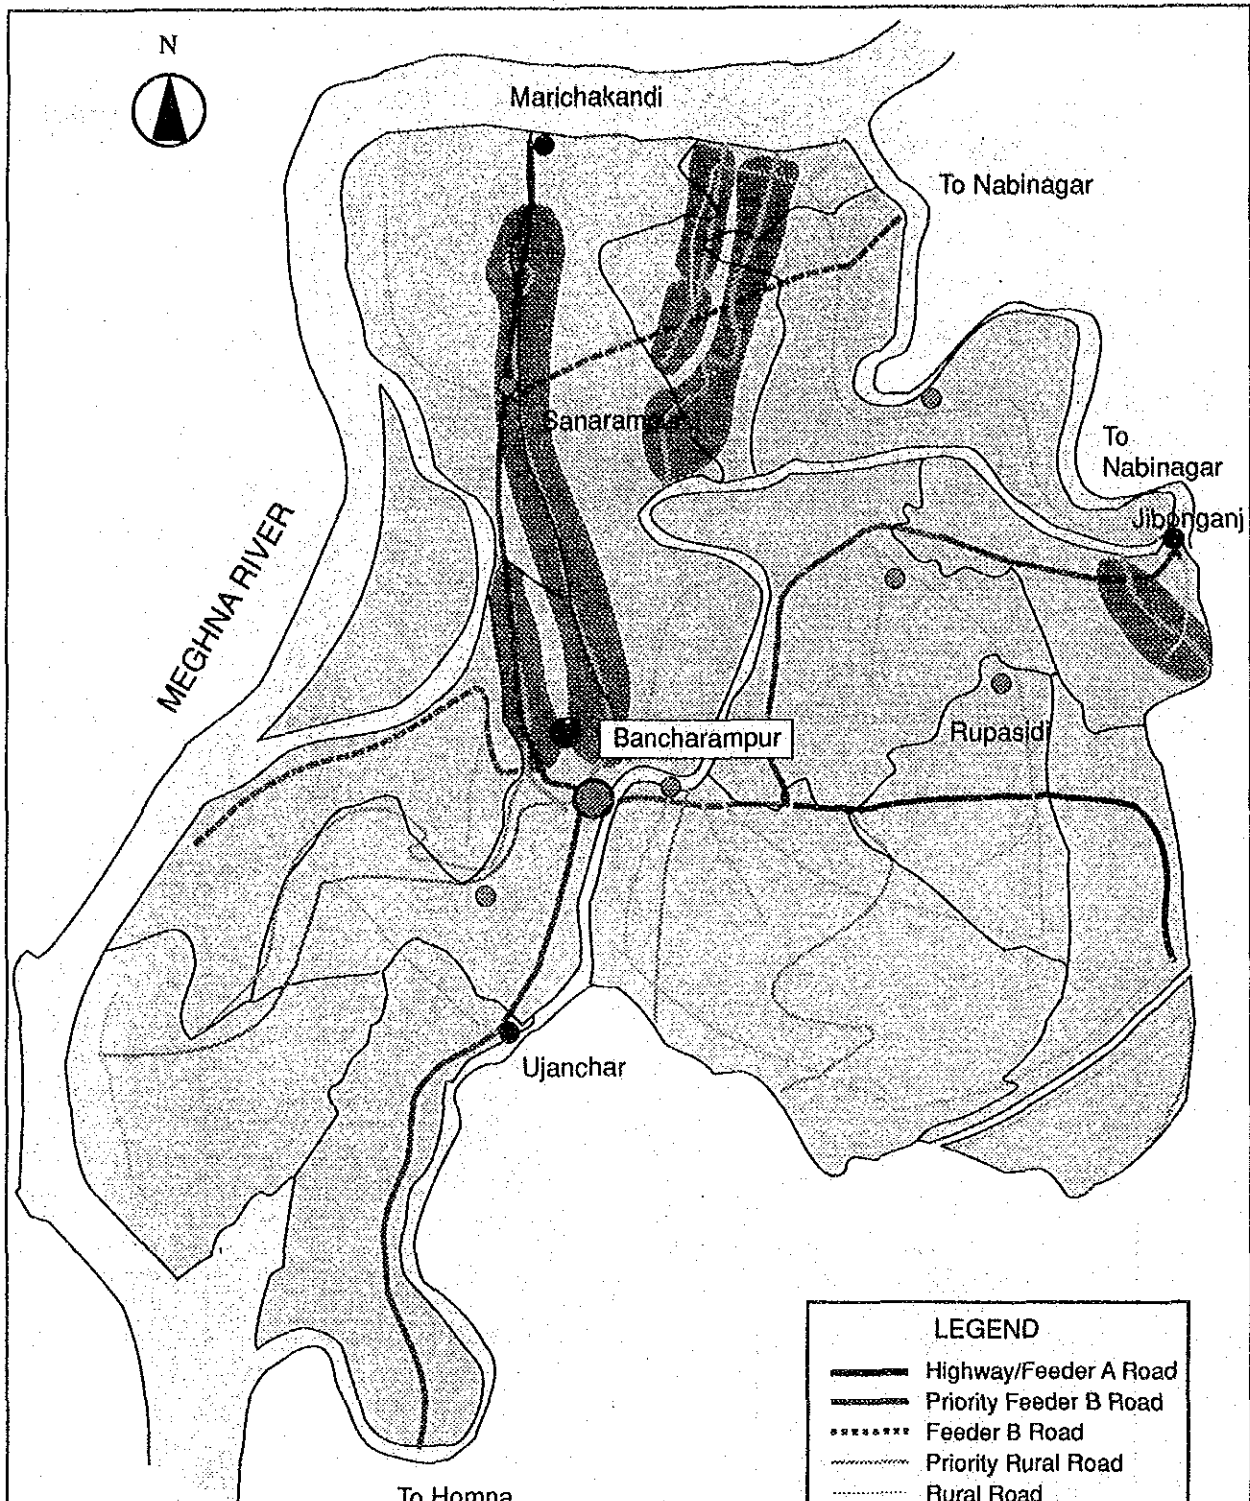 N
Marichakandi
To Nabinagar
Sanarampur
To
Nabinagar
Jibonganj
MEGHNA RIVER
Bancharampur
Rupasidi
Ujanchar
LEGEND
Highway/Feeder A Road
Priority Feeder B Road
Feeder B Road
Priority Rural Road
Rural Road
To Homna